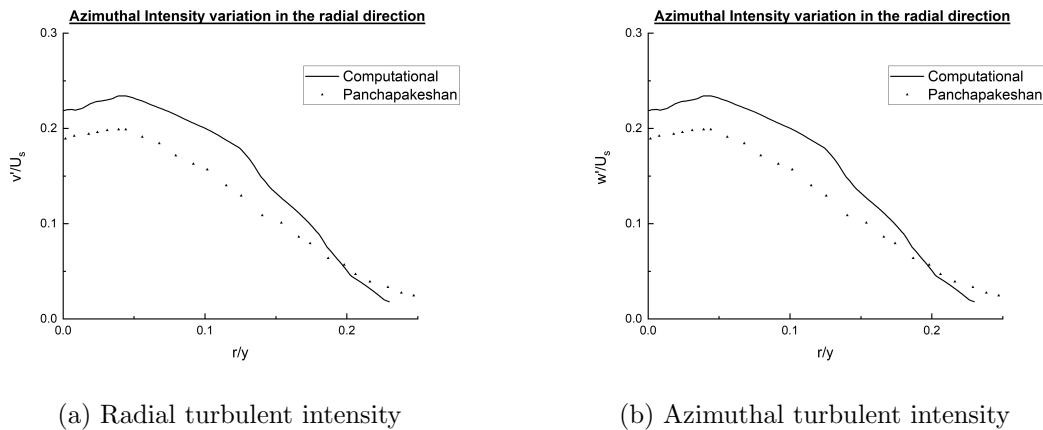 Azimuthal Intensity variation in the radial direction
0.3
Computational
Panchapakeshan
0.2
v'/Us
0.1
0.0
0.0
0.1
0.2
r/y
(a) Radial turbulent intensity
Azimuthal Intensity variation in the radial direction
0.3
Computational
Panchapakeshan
0.2
w'/Us
0.1
0.0
0.0
0.1
0.2
r/y
(b) Azimuthal turbulent intensity